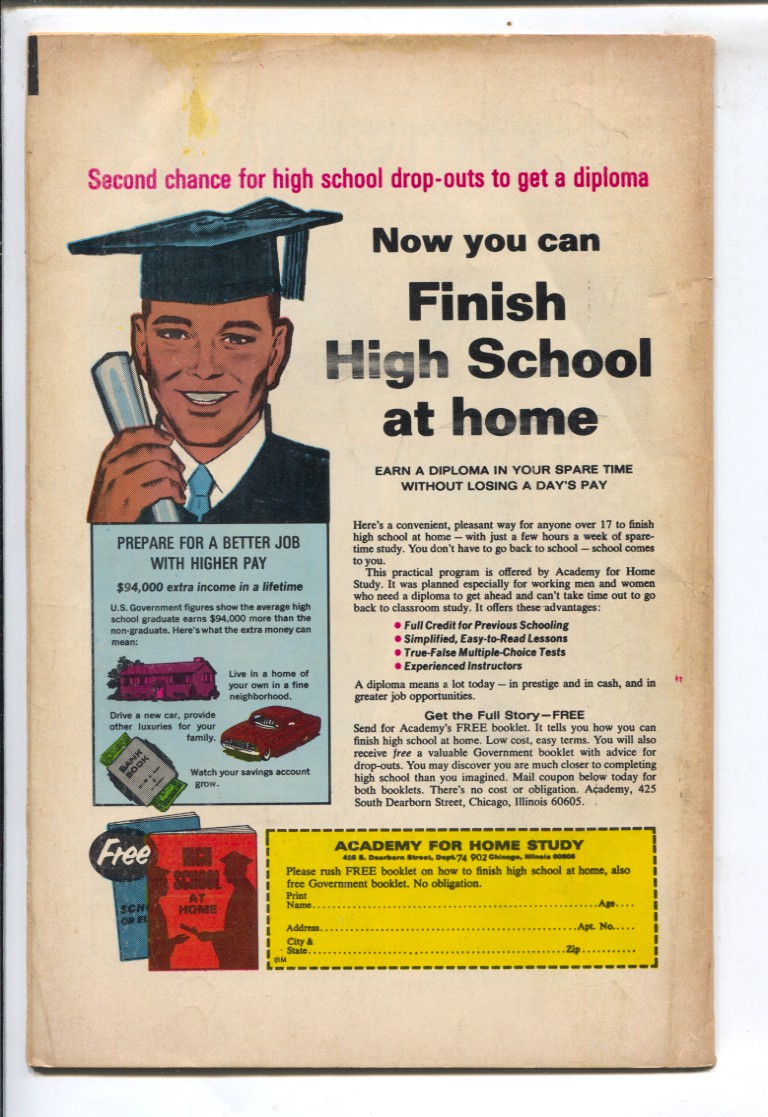 Second chance for high school drop-outs to get a diploma
Now you can
Finish
High School
at home
EARN A DIPLOMA IN YOUR SPARE TIME
WITHOUT LOSING A DAY'S PAY
PREPARE FOR A BETTER JOB
WITH HIGHER PAY
$94,000 extra income in a lifetime
U.S. Government figures show the average high
school graduate earns $94,000 more than the
non-graduate. Here's what the extra money can
mean:
Live in a home of
your own in a fine
neighborhood.
Drive a new car, provide
other luxuries for your
family.
BANK
BOOK
Watch your savings account
grow.
Here's a convenient, pleasant way for anyone over 17 to finish
high school at home — with just a few hours a week of spare-
time study. You don't have to go back to school — school comes
to you.
This practical program is offered by Academy for Home
Study. It was planned especially for working men and women
who need a diploma to get ahead and can't take time out to go
back to classroom study. It offers these advantages:
• Full Credit for Previous Schooling
• Simplified, Easy-to-Read Lessons
• True-False Multiple-Choice Tests
• Experienced Instructors
A diploma means a lot today — in prestige and in cash, and in
greater job opportunities.
Get the Full Story—FREE
Send for Academy's FREE booklet. It tells you how you can
finish high school at home. Low cost, easy terms. You will also
receive free a valuable Government booklet with advice for
drop-outs. You may discover you are much closer to completing
high school than you imagined. Mail coupon below today for
both booklets. There's no cost or obligation. Academy, 425
South Dearborn Street, Chicago, Illinois 60605.
Free
SCHO
OR EL
HIGH
SCHOOL
AT
HOME
ACADEMY FOR HOME STUDY
425 S. Dearborn Street, Dept. 74 902 Chicago, Illinois 60605
Please rush FREE booklet on how to finish high school at home, also
free Government booklet. No obligation.
Print
Name Age
Address Apt. No.
City &
State Zip
01M